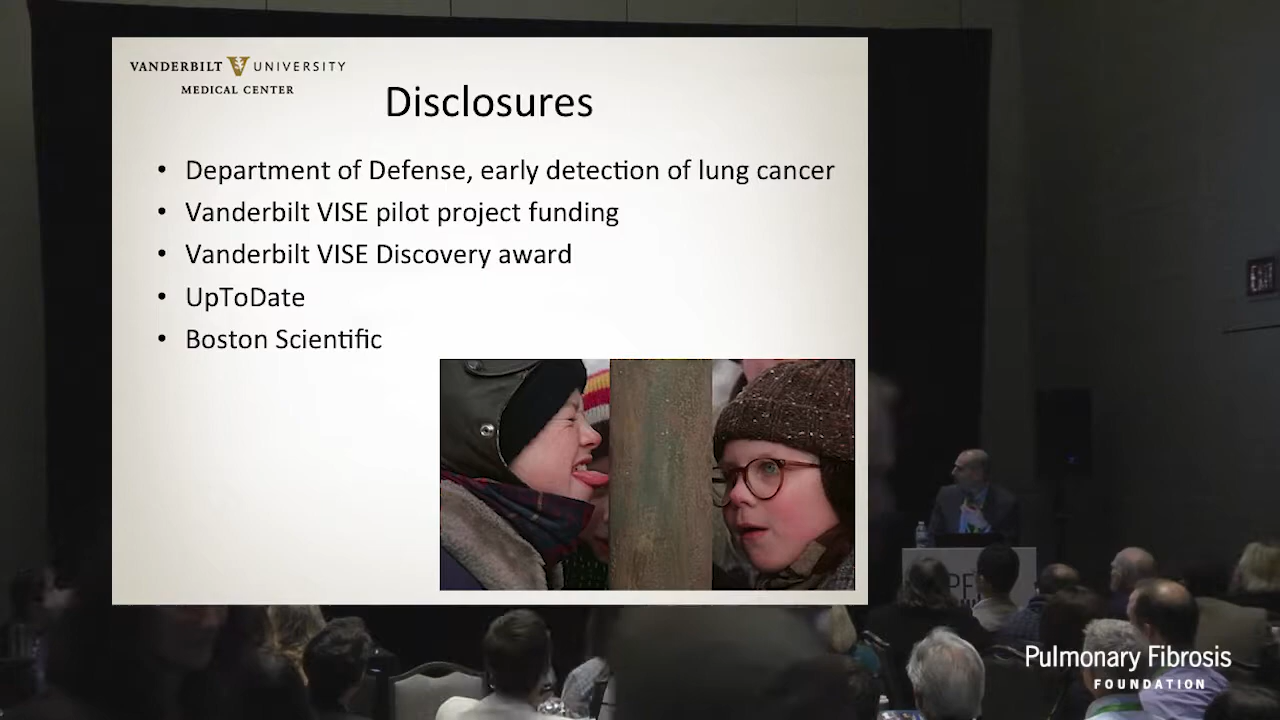 VANDERBILT UNIVERSITY
MEDICAL CENTER
Disclosures
• Department of Defense, early detection of lung cancer
• Vanderbilt VISE pilot project funding
• Vanderbilt VISE Discovery award
• UpToDate
• Boston Scientific
PF
Pulmonary Fibrosis
FOUNDATION